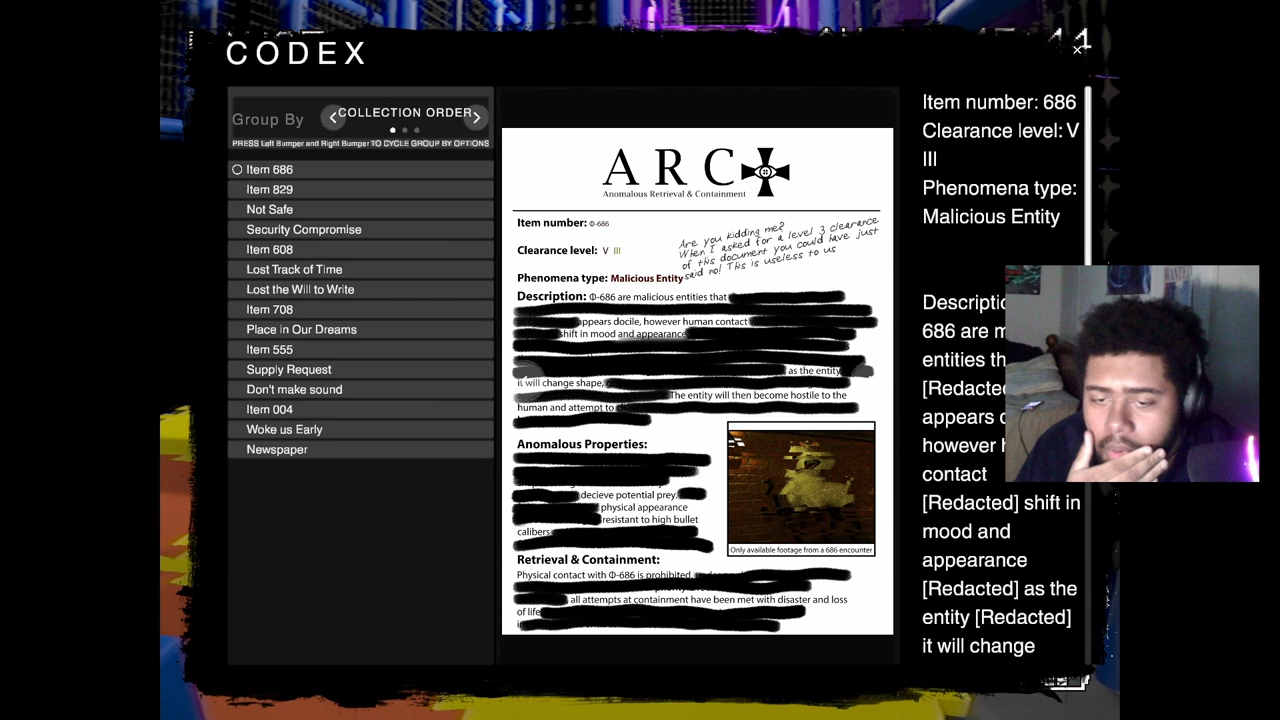 CODEX
Group By
COLLECTION ORDER
PRESS Left Bumper and Right Bumper TO CYCLE GROUP BY OPTIONS
Item 686
Item 829
Not Safe
Security Compromise
Item 608
Lost Track of Time
Lost the Will to Write
Item 708
Place in Our Dreams
Item 555
Supply Request
Don't make sound
Item 004
Woke us Early
Newspaper
ARC
Anomalous Retrieval & Containment
Item number: Φ-686
Clearance level: V III
Are you kidding me?
When I asked for a level 3 clearance
of this document you could have just
said no! This is useless to us
Phenomena type: Malicious Entity
Description: Φ-686 are malicious entities that
appears docile, however human contact
shift in mood and appearance
as the entity
it will change shape,
The entity will then become hostile to the
human and attempt to
Anomalous Properties:
decieve potential prey.
physical appearance
resistant to high bullet
calibers
Only available footage from a 686 encounter
Retrieval & Containment:
Physical contact with Φ-686 is prohibited,
all attempts at containment have been met with disaster and loss
of life
Item number: 686
Clearance level: V
III
Phenomena type:
Malicious Entity
Descriptio
686 are m
entities th
[Redacte
appears d
however h
contact
[Redacted] shift in
mood and
appearance
[Redacted] as the
entity [Redacted]
it will change